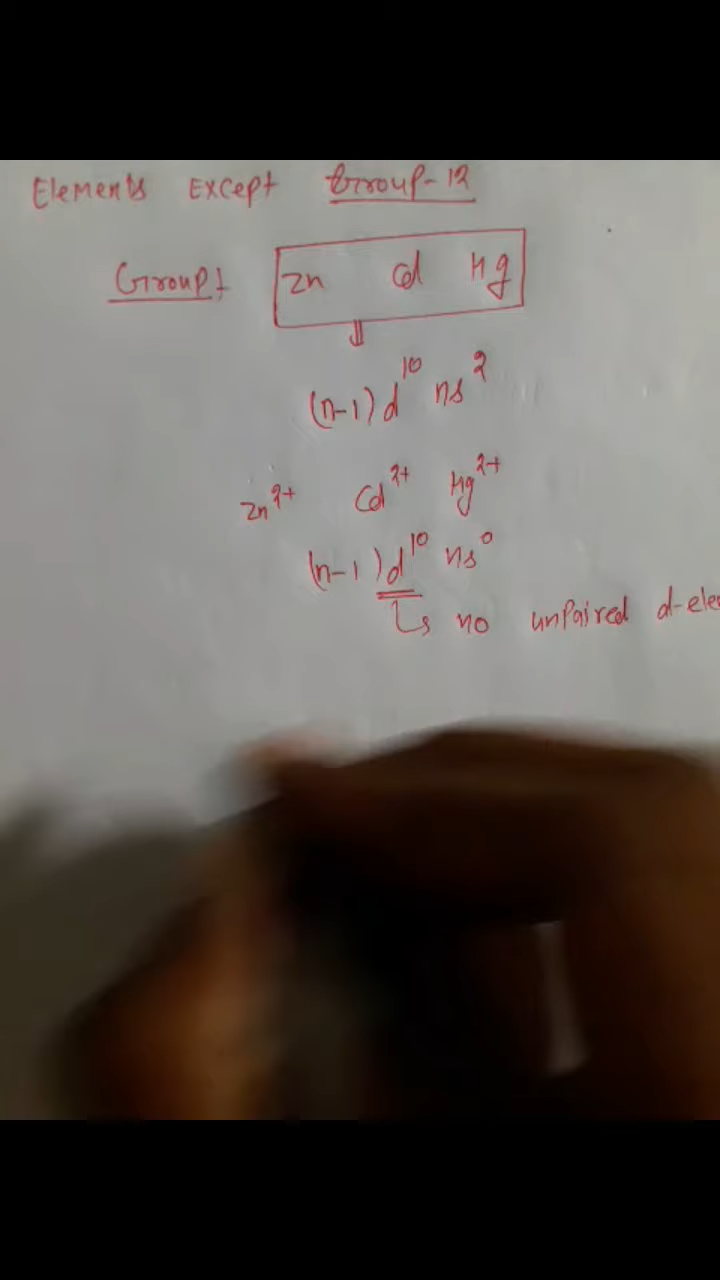 Elements Except Group-12
Group↓ Zn Cd Hg
⇓
(n-1)d¹⁰ ns²
Zn²⁺ Cd²⁺ Hg²⁺
(n-1)d¹⁰ ns⁰
↳ no unpaired d-ele